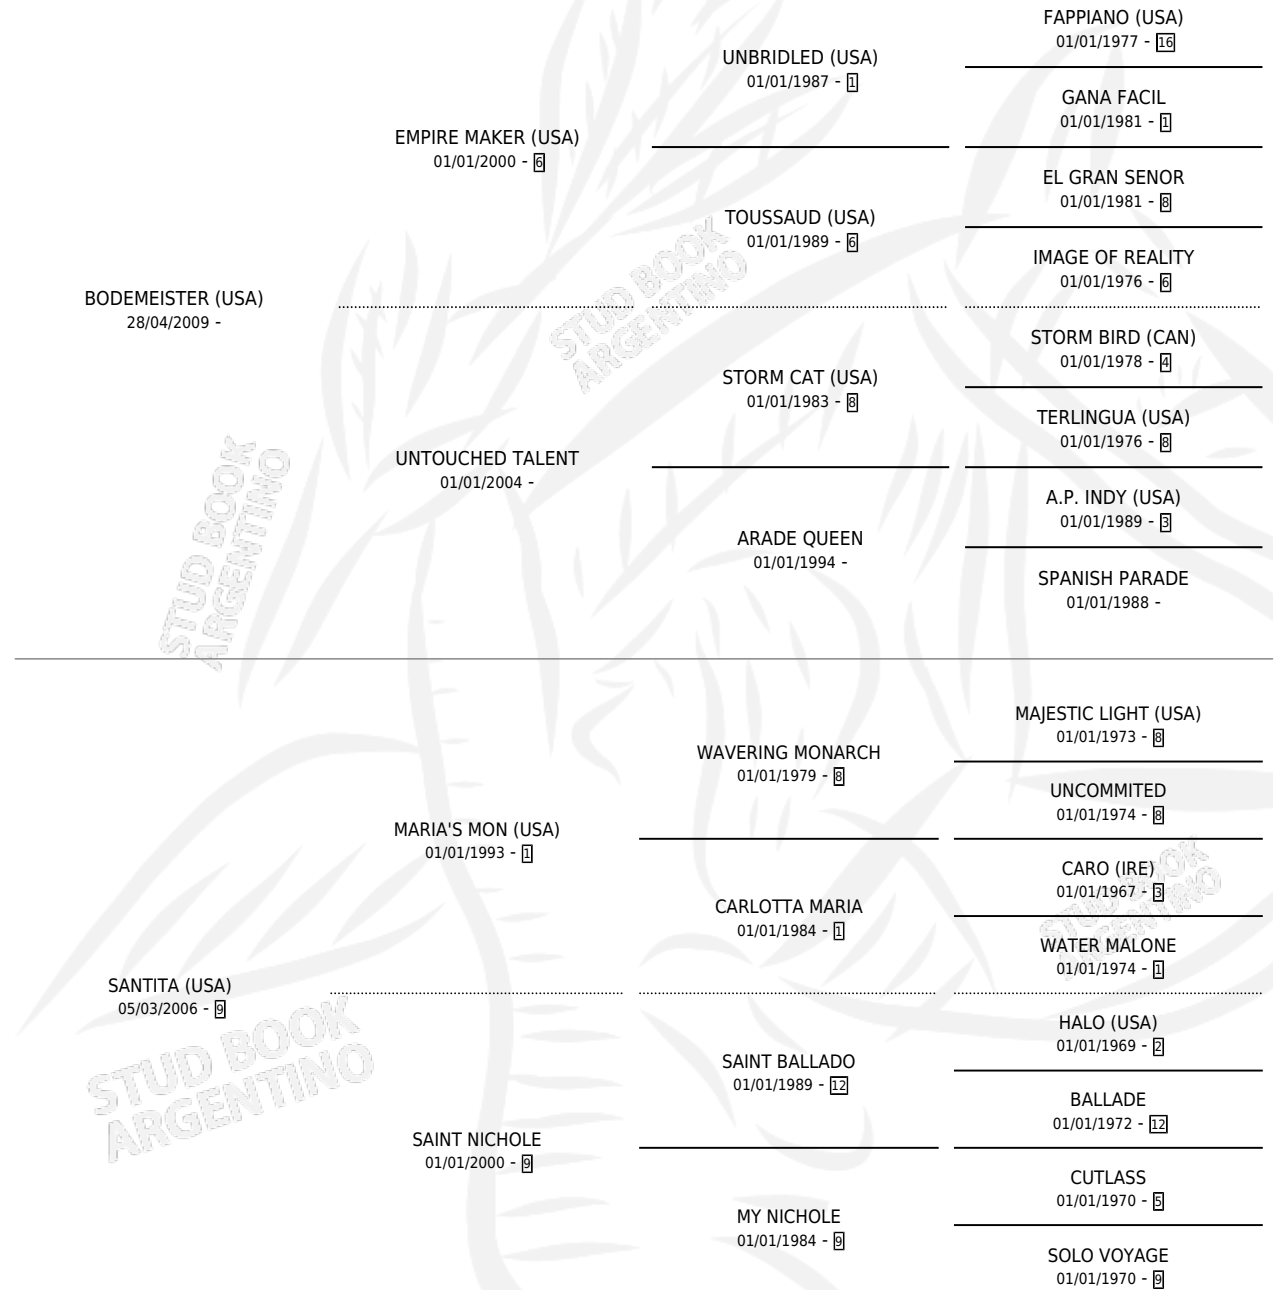 FAPPIANO (USA)
01/01/1977 - 16
UNBRIDLED (USA)
01/01/1987 - 1
GANA FACIL
01/01/1981 - 1
EMPIRE MAKER (USA)
01/01/2000 - 6
EL GRAN SENOR
01/01/1981 - 8
TOUSSAUD (USA)
01/01/1989 - 6
IMAGE OF REALITY
01/01/1976 - 6
BODEMEISTER (USA)
28/04/2009 -
STORM BIRD (CAN)
01/01/1978 - 4
STORM CAT (USA)
01/01/1983 - 8
TERLINGUA (USA)
01/01/1976 - 8
UNTOUCHED TALENT
01/01/2004 -
A.P. INDY (USA)
01/01/1989 - 3
ARADE QUEEN
01/01/1994 -
SPANISH PARADE
01/01/1988 -
MAJESTIC LIGHT (USA)
01/01/1973 - 8
WAVERING MONARCH
01/01/1979 - 8
UNCOMMITED
01/01/1974 - 8
MARIA'S MON (USA)
01/01/1993 - 1
CARO (IRE)
01/01/1967 - 3
CARLOTTA MARIA
01/01/1984 - 1
WATER MALONE
01/01/1974 - 1
SANTITA (USA)
05/03/2006 - 9
HALO (USA)
01/01/1969 - 2
SAINT BALLADO
01/01/1989 - 12
BALLADE
01/01/1972 - 12
SAINT NICHOLE
01/01/2000 - 9
CUTLASS
01/01/1970 - 5
MY NICHOLE
01/01/1984 - 9
SOLO VOYAGE
01/01/1970 - 9
STUD BOOK
ARGENTINO
STUD BOOK
ARGENTINO
STUD BOOK
ARGENTINO
STUD BOOK
ARGENTINO